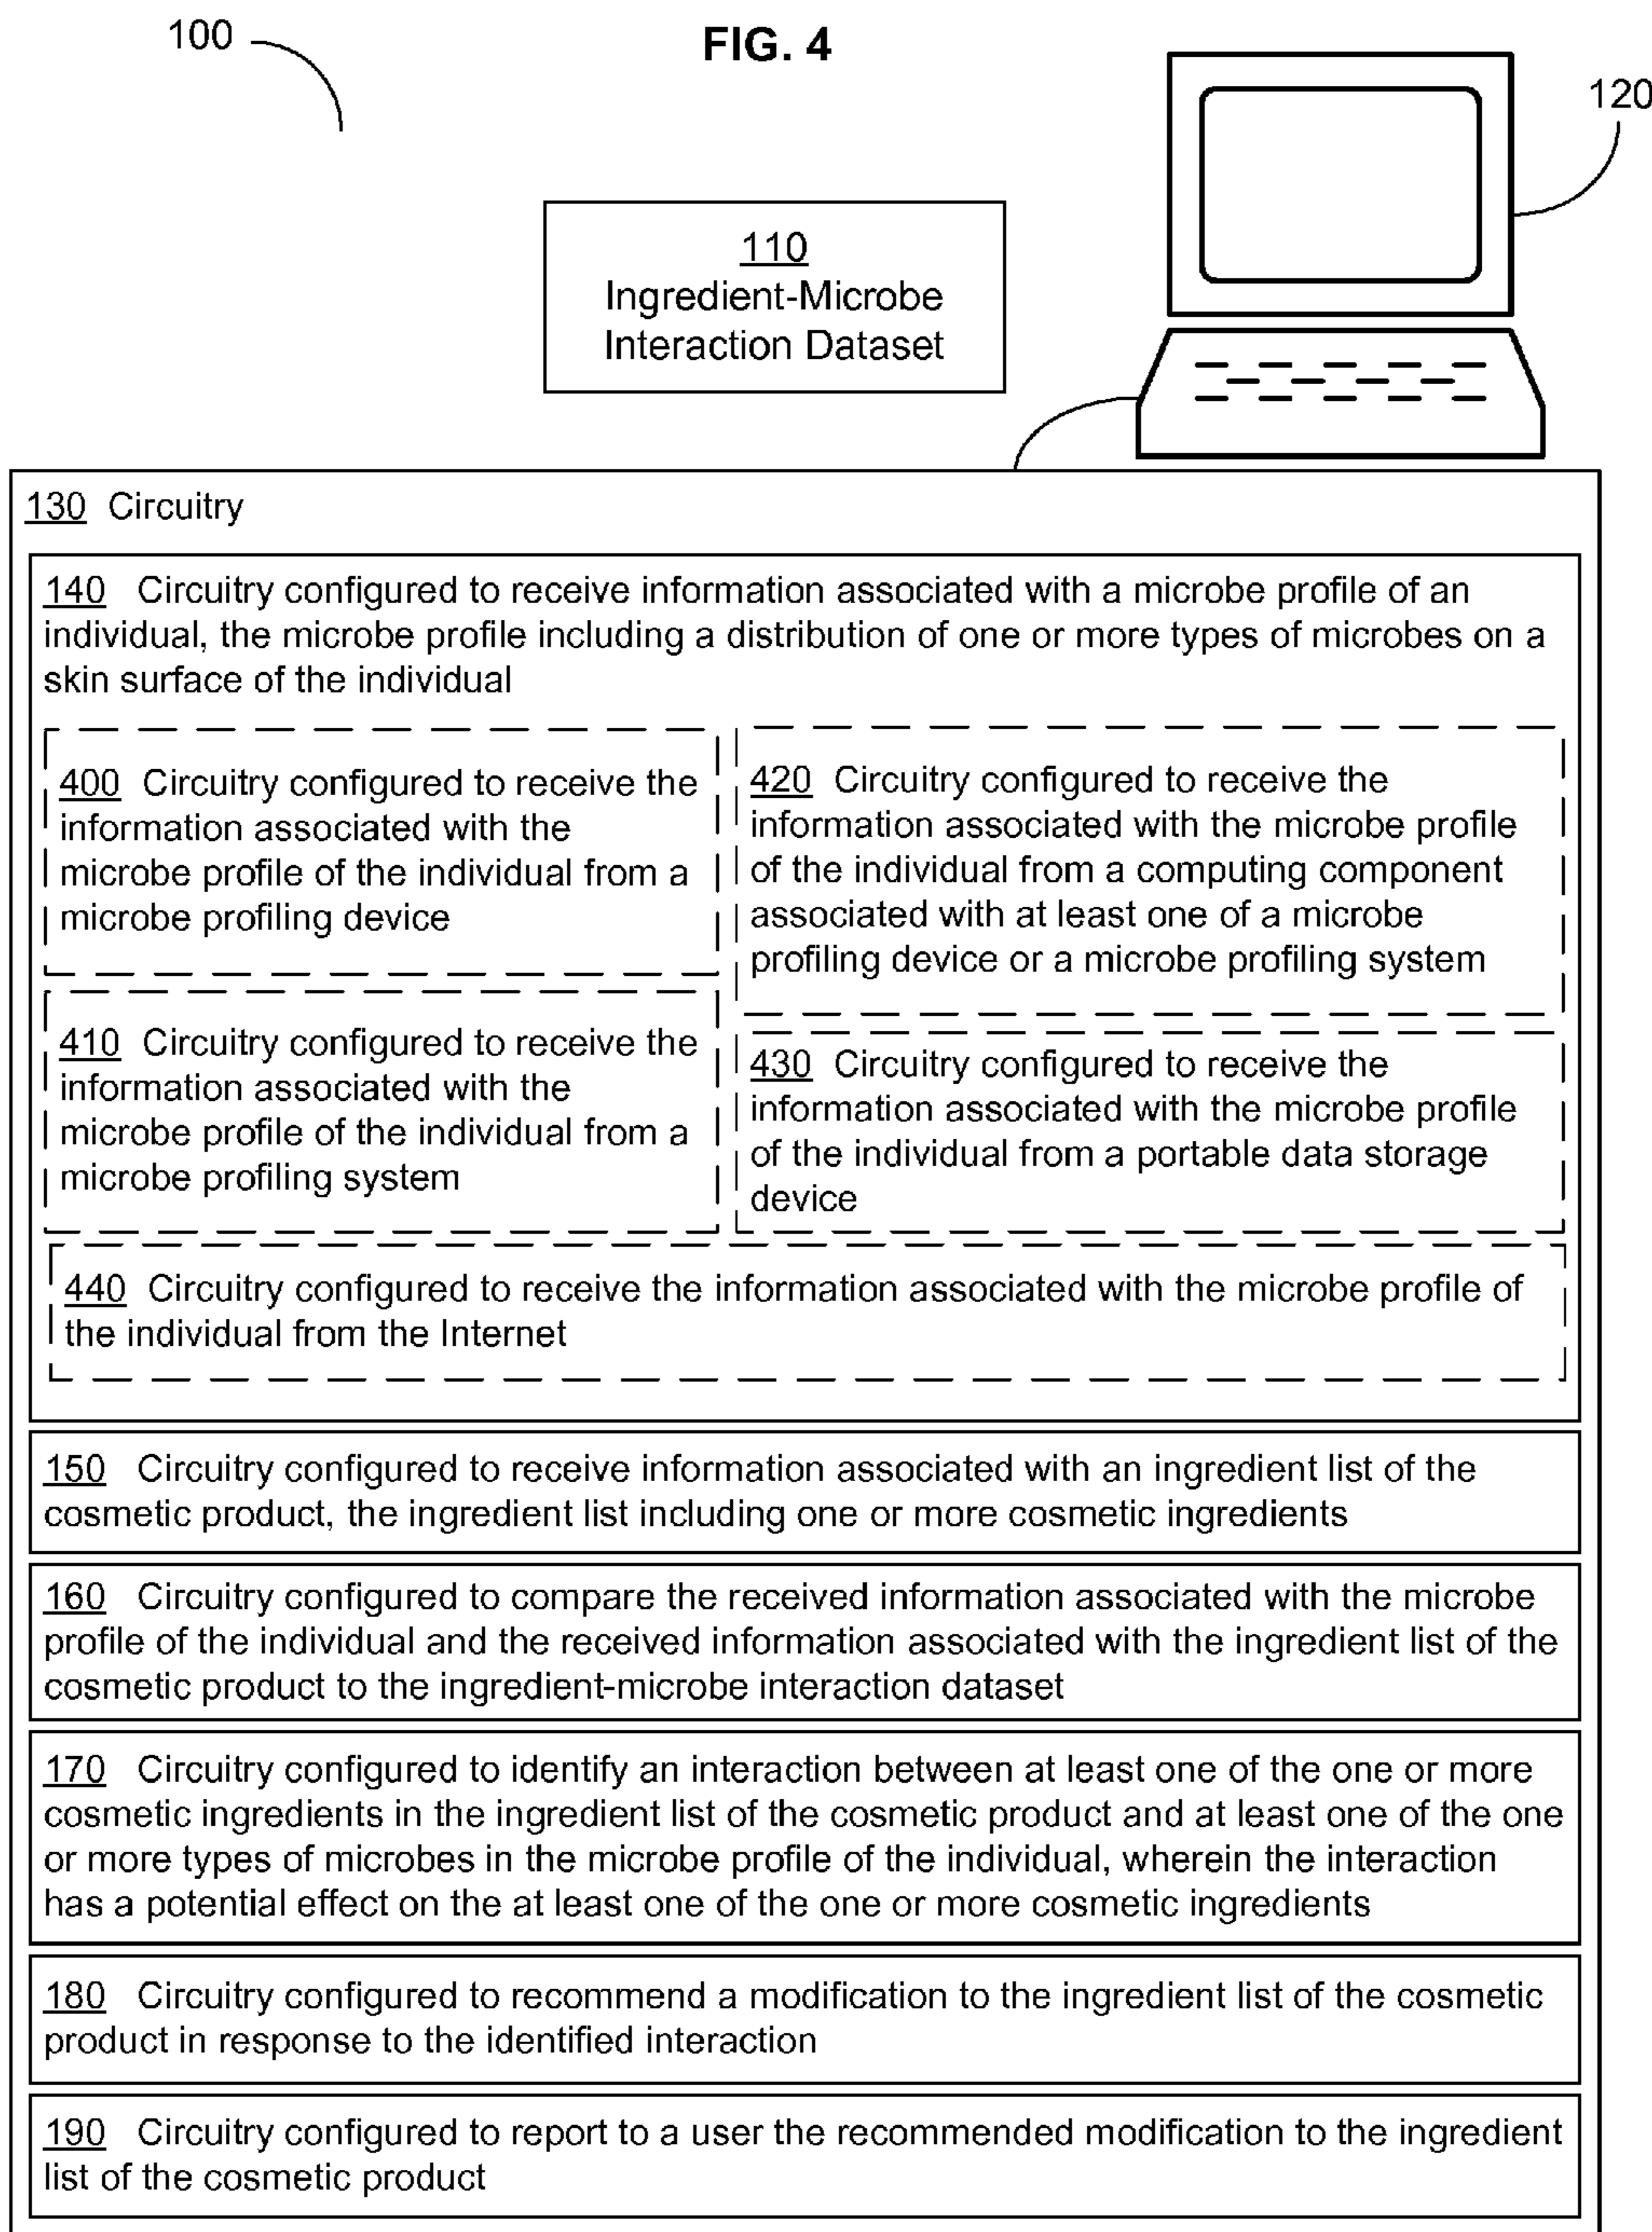 100
FIG. 4
120
110
Ingredient-Microbe
Interaction Dataset
130 Circuitry
140 Circuitry configured to receive information associated with a microbe profile of an
individual, the microbe profile including a distribution of one or more types of microbes on a
skin surface of the individual
400 Circuitry configured to receive the
information associated with the
microbe profile of the individual from a
microbe profiling device
410 Circuitry configured to receive the
information associated with the
microbe profile of the individual from a
microbe profiling system
420 Circuitry configured to receive the
information associated with the microbe profile
of the individual from a computing component
associated with at least one of a microbe
profiling device or a microbe profiling system
430 Circuitry configured to receive the
information associated with the microbe profile
of the individual from a portable data storage
device
440 Circuitry configured to receive the information associated with the microbe profile of
the individual from the Internet
150 Circuitry configured to receive information associated with an ingredient list of the
cosmetic product, the ingredient list including one or more cosmetic ingredients
160 Circuitry configured to compare the received information associated with the microbe
profile of the individual and the received information associated with the ingredient list of the
cosmetic product to the ingredient-microbe interaction dataset
170 Circuitry configured to identify an interaction between at least one of the one or more
cosmetic ingredients in the ingredient list of the cosmetic product and at least one of the one
or more types of microbes in the microbe profile of the individual, wherein the interaction
has a potential effect on the at least one of the one or more cosmetic ingredients
180 Circuitry configured to recommend a modification to the ingredient list of the cosmetic
product in response to the identified interaction
190 Circuitry configured to report to a user the recommended modification to the ingredient
list of the cosmetic product